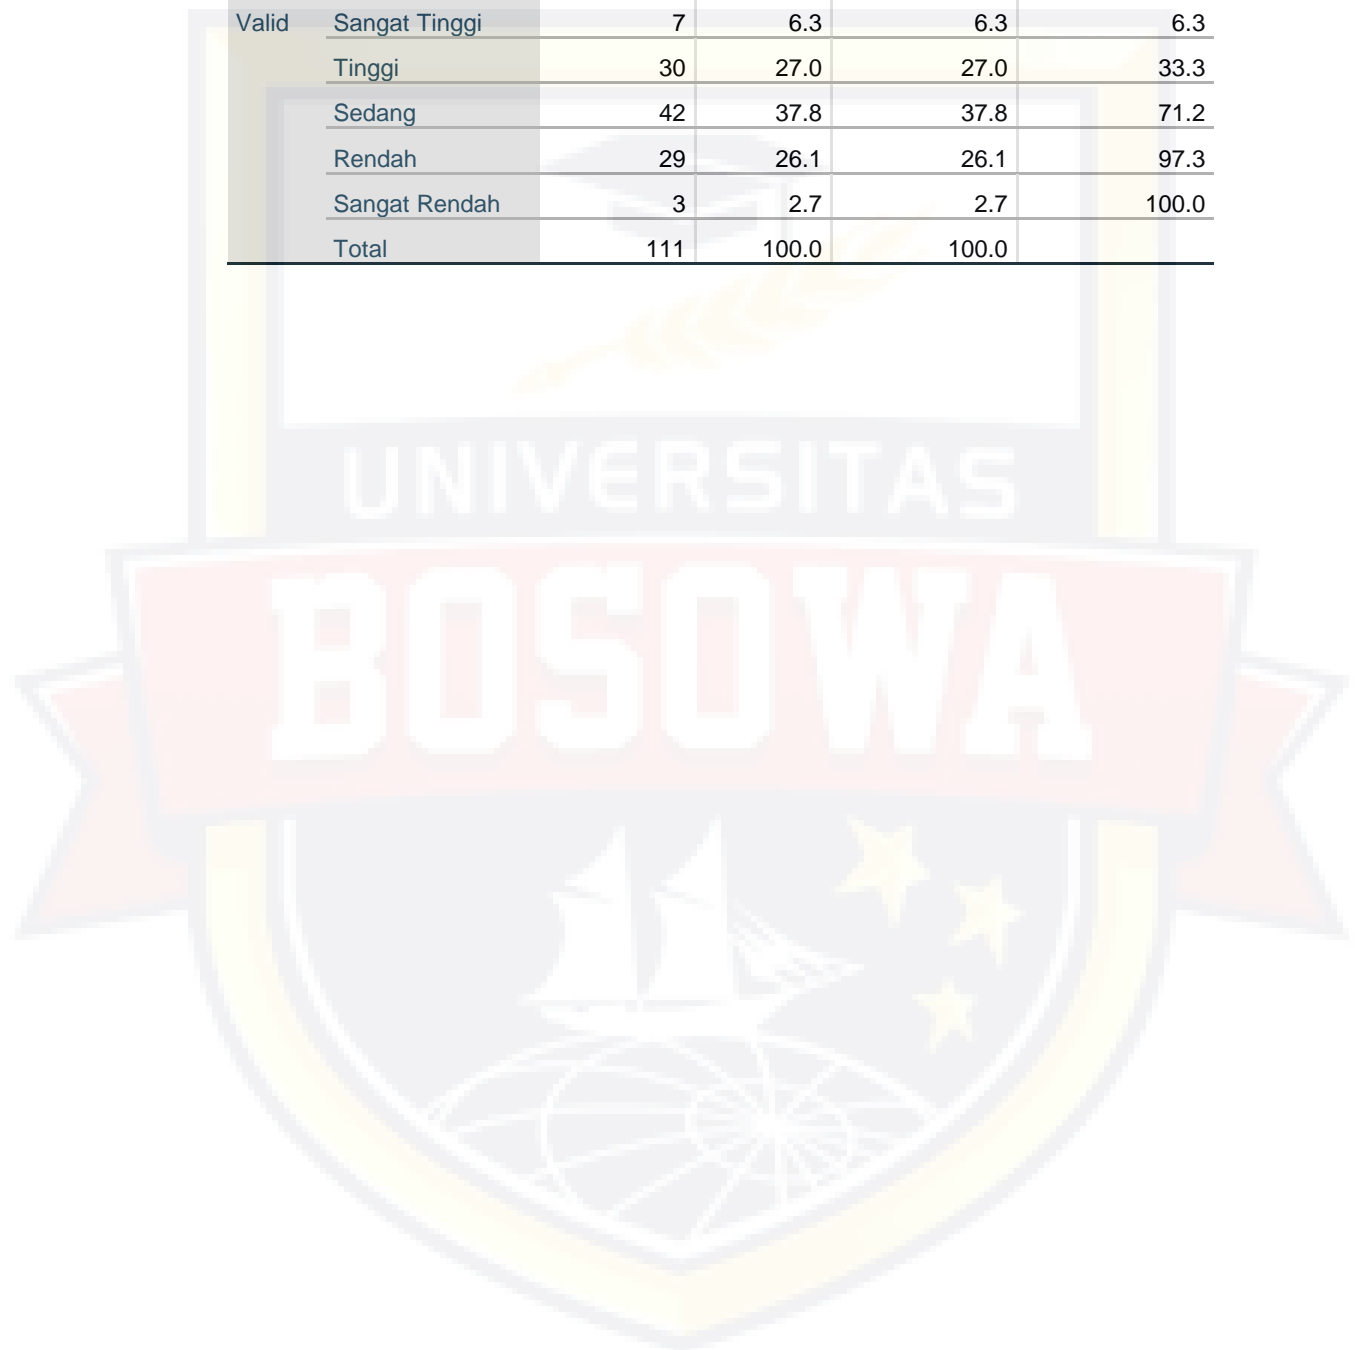 Valid Sangat Tinggi 7 6.3 6.3 6.3
Tinggi 30 27.0 27.0 33.3
Sedang 42 37.8 37.8 71.2
Rendah 29 26.1 26.1 97.3
Sangat Rendah 3 2.7 2.7 100.0
Total 111 100.0 100.0
UNIVERSITAS
BOSOWA